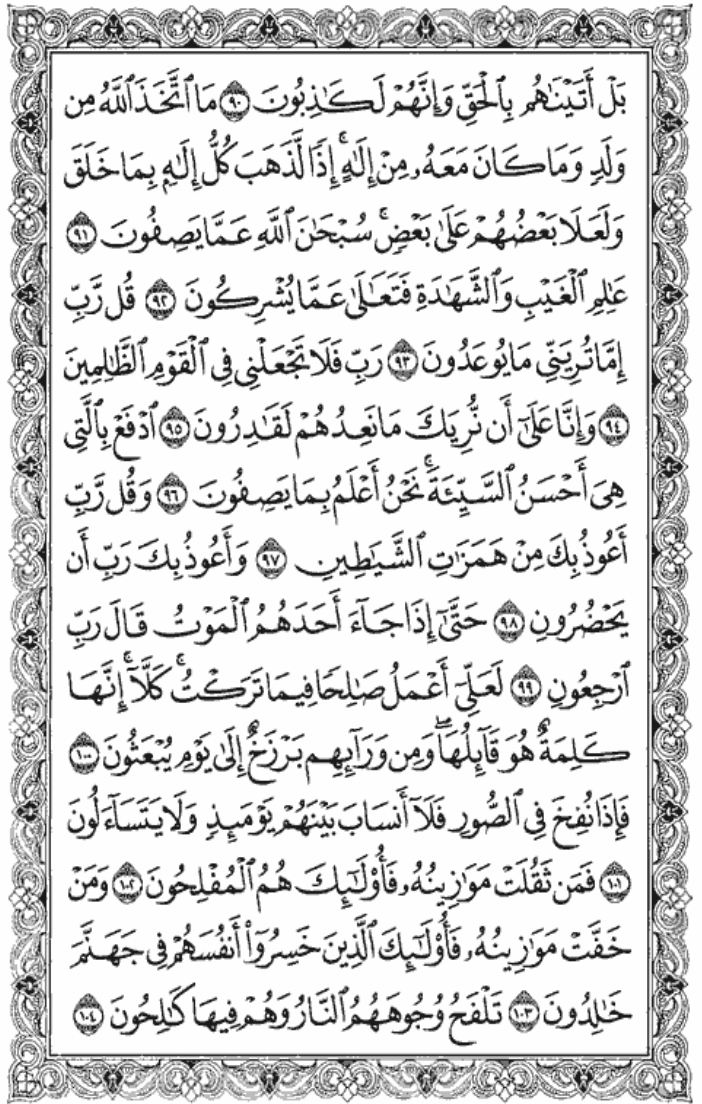 بَلْ أَتَيْنَٰهُم بِٱلْحَقِّ وَإِنَّهُمْ لَكَٰذِبُونَ ٩٠ مَا ٱتَّخَذَ ٱللَّهُ مِن
وَلَدٍ وَمَا كَانَ مَعَهُۥ مِنْ إِلَٰهٍ ۚ إِذًا لَّذَهَبَ كُلُّ إِلَٰهٍۭ بِمَا خَلَقَ
وَلَعَلَا بَعْضُهُمْ عَلَىٰ بَعْضٍ ۚ سُبْحَٰنَ ٱللَّهِ عَمَّا يَصِفُونَ ٩١
عَٰلِمِ ٱلْغَيْبِ وَٱلشَّهَٰدَةِ فَتَعَٰلَىٰ عَمَّا يُشْرِكُونَ ٩٢ قُل رَّبِّ
إِمَّا تُرِيَنِّى مَا يُوعَدُونَ ٩٣ رَبِّ فَلَا تَجْعَلْنِى فِى ٱلْقَوْمِ ٱلظَّٰلِمِينَ
٩٤ وَإِنَّا عَلَىٰٓ أَن نُّرِيَكَ مَا نَعِدُهُمْ لَقَٰدِرُونَ ٩٥ ٱدْفَعْ بِٱلَّتِى
هِىَ أَحْسَنُ ٱلسَّيِّئَةَ ۚ نَحْنُ أَعْلَمُ بِمَا يَصِفُونَ ٩٦ وَقُل رَّبِّ
أَعُوذُ بِكَ مِنْ هَمَزَٰتِ ٱلشَّيَٰطِينِ ٩٧ وَأَعُوذُ بِكَ رَبِّ أَن
يَحْضُرُونِ ٩٨ حَتَّىٰٓ إِذَا جَآءَ أَحَدَهُمُ ٱلْمَوْتُ قَالَ رَبِّ
ٱرْجِعُونِ ٩٩ لَعَلِّىٓ أَعْمَلُ صَٰلِحًا فِيمَا تَرَكْتُ ۚ كَلَّآ ۚ إِنَّهَا
كَلِمَةٌ هُوَ قَآئِلُهَا ۖ وَمِن وَرَآئِهِم بَرْزَخٌ إِلَىٰ يَوْمِ يُبْعَثُونَ ١٠٠
فَإِذَا نُفِخَ فِى ٱلصُّورِ فَلَآ أَنسَابَ بَيْنَهُمْ يَوْمَئِذٍ وَلَا يَتَسَآءَلُونَ
١٠١ فَمَن ثَقُلَتْ مَوَٰزِينُهُۥ فَأُو۟لَٰٓئِكَ هُمُ ٱلْمُفْلِحُونَ ١٠٢ وَمَنْ
خَفَّتْ مَوَٰزِينُهُۥ فَأُو۟لَٰٓئِكَ ٱلَّذِينَ خَسِرُوٓا۟ أَنفُسَهُمْ فِى جَهَنَّمَ
خَٰلِدُونَ ١٠٣ تَلْفَحُ وُجُوهَهُمُ ٱلنَّارُ وَهُمْ فِيهَا كَٰلِحُونَ ١٠٤